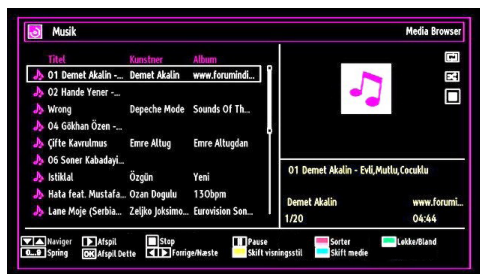 Musik
Media Browser
Titel Kunstner Album
01 Demet Akalin -... Demet Akalin www.forumindi...
02 Hande Yener -...
Wrong Depeche Mode Sounds Of Th...
04 Gökhan Özen -...
Çifte Kavrulmus Emre Altug Emre Altugdan
06 Soner Kabadayi...
Istiklal Özgün Yeni
Hata feat. Mustafa... Ozan Dogulu 130bpm
Lane Moje (Serbia... Zeljko Joksimo... Eurovision Son...
01 Demet Akalin - Evli,Mutlu,Cocuklu
Demet Akalin www.forumi...
1/20 04:44
Naviger Afspil Stop Pause Sorter Løkke/Bland
0...9 Spring OK Afspil Dette Forrige/Næste Skift visningsstil Skift medie